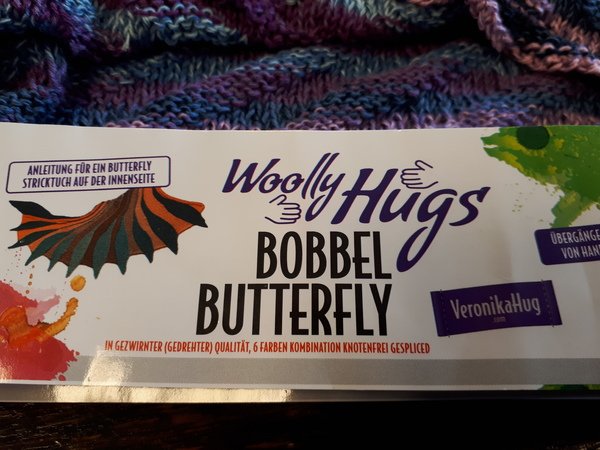 ANLEITUNG FÜR EIN BUTTERFLY
STRICKTUCH AUF DER INNENSEITE
Woolly Hugs
BOBBEL
BUTTERFLY
IN GEZWIRNTER (GEDREHTER) QUALITÄT, 6 FARBEN KOMBINATION KNOTENFREI GESPLICED
VeronikaHug
.com
ÜBERGÄNGE
VON